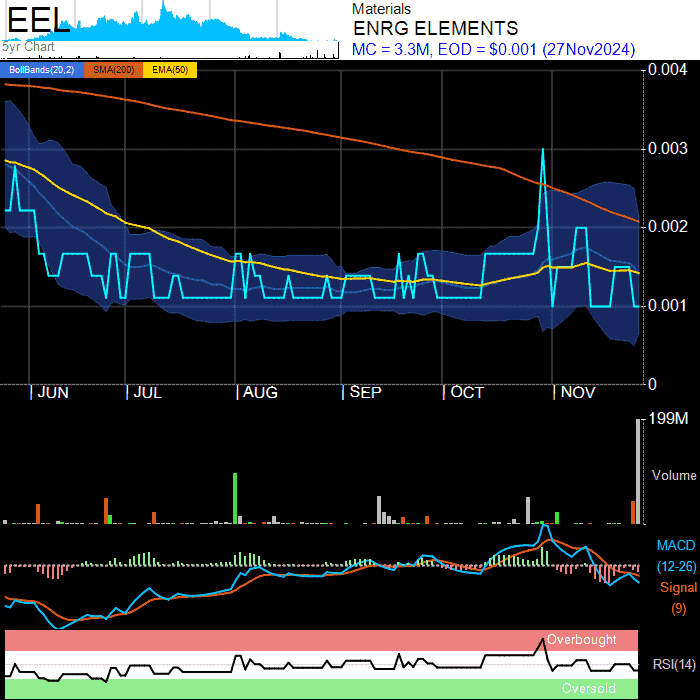 EEL
5yr Chart
Materials
ENRG ELEMENTS
MC = 3.3M, EOD = $0.001 (27Nov2024)
BollBands(20,2) SMA(200) EMA(50)
0.004
0.003
0.002
0.001
0
JUN JUL AUG SEP OCT NOV
199M
Volume
MACD
(12-26)
Signal
(9)
Overbought
RSI(14)
Oversold